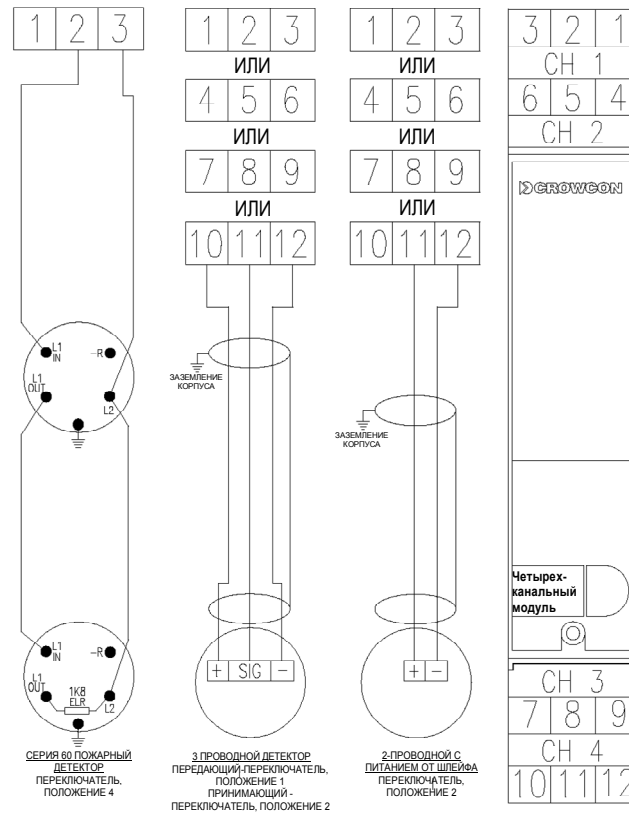 1 2 3
1 2 3
ИЛИ
4 5 6
ИЛИ
7 8 9
ИЛИ
10 11 12
1 2 3
ИЛИ
4 5 6
ИЛИ
7 8 9
ИЛИ
10 11 12
3 2 1
CH 1
6 5 4
CH 2
CROWCON
L1
IN
-R
L1
OUT
L2
ЗАЗЕМЛЕНИЕ
КОРПУСА
ЗАЗЕМЛЕНИЕ
КОРПУСА
Четырех-
канальный
модуль
L1
IN
-R
L1
OUT
1K8
ELR
L2
+ SIG -
+ -
CH 3
7 8 9
CH 4
10 11 12
СЕРИЯ 60 ПОЖАРНЫЙ
ДЕТЕКТОР
ПЕРЕКЛЮЧАТЕЛЬ,
ПОЛОЖЕНИЕ 4
3 ПРОВОДНОЙ ДЕТЕКТОР
ПЕРЕДАЮЩИЙ-ПЕРЕКЛЮЧАТЕЛЬ,
ПОЛОЖЕНИЕ 1
ПРИНИМАЮЩИЙ -
ПЕРЕКЛЮЧАТЕЛЬ, ПОЛОЖЕНИЕ 2
2-ПРОВОДНОЙ С
ПИТАНИЕМ ОТ ШЛЕЙФА
ПЕРЕКЛЮЧАТЕЛЬ,
ПОЛОЖЕНИЕ 2